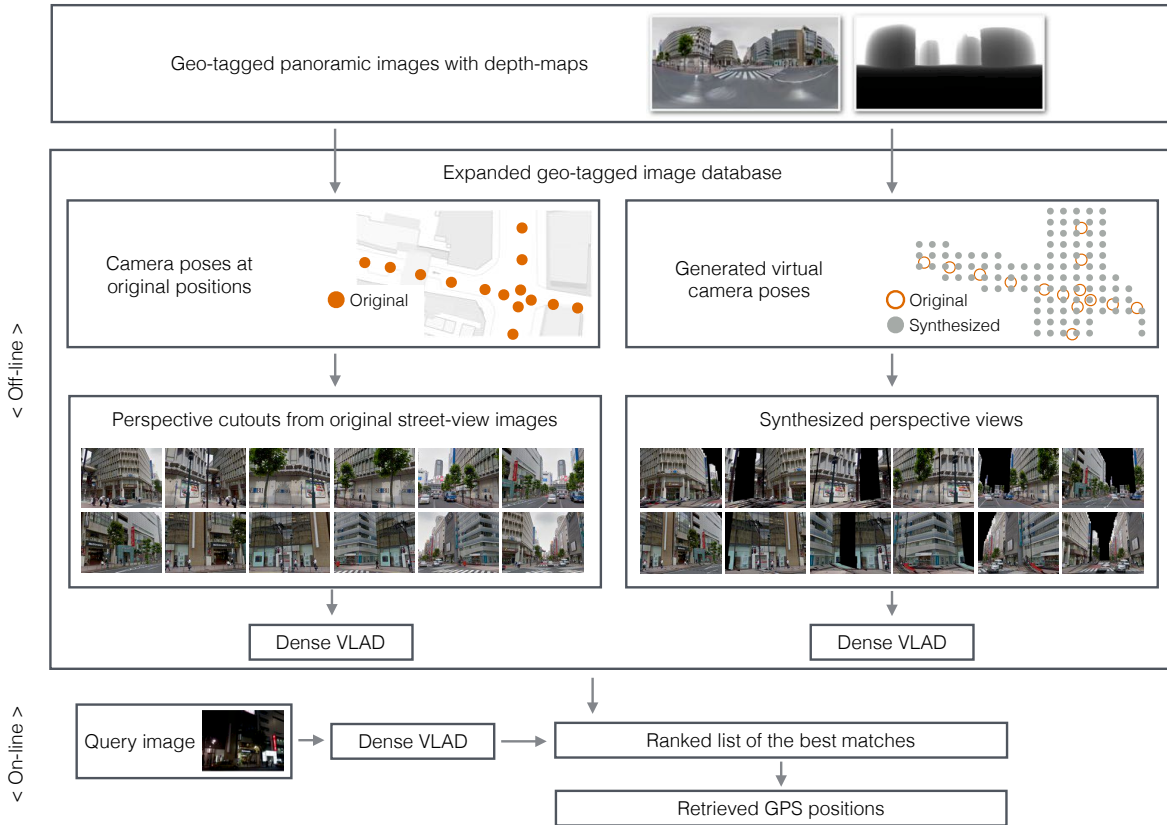 Geo-tagged panoramic images with depth-maps
< Off-line >
Expanded geo-tagged image database
Camera poses at
original positions
Original
Generated virtual
camera poses
Original
Synthesized
Perspective cutouts from original street-view images
Synthesized perspective views
Dense VLAD
Dense VLAD
< On-line >
Query image
Dense VLAD
Ranked list of the best matches
Retrieved GPS positions